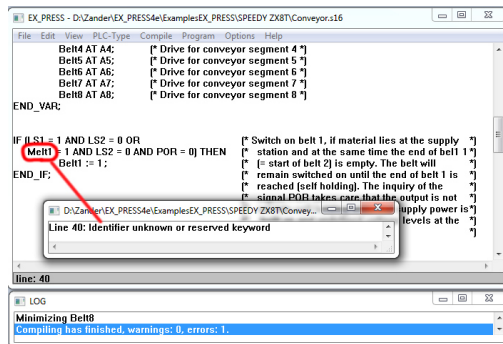 EX_PRESS - D:\Zander\EX_PRESS4e\ExamplesEX_PRESS\SPEEDY ZX8T\Conveyor.s16
File Edit View PLC-Type Compile Program Options Help
Belt4 AT A4; (* Drive for conveyor segment 4 *)
Belt5 AT A5; (* Drive for conveyor segment 5 *)
Belt6 AT A6; (* Drive for conveyor segment 6 *)
Belt7 AT A7; (* Drive for conveyor segment 7 *)
Belt8 AT A8; (* Drive for conveyor segment 8 *)
END_VAR;
IF (LS1 = 1 AND LS2 = 0 OR (* Switch on belt 1, if material lies at the supply *)
Melt1 = 1 AND LS2 = 0 AND POR = 0) THEN (* station and at the same time the end of bel1 1 *)
Belt1 := 1; (* (= start of belt 2) is empty. The belt will *)
END_IF; (* remain switched on until the end of belt 1 is *)
(* reached (self holding). The inquiry of the *)
(* signal POR takes care that the output is not *)
D:\Zander\EX_PRESS4e\ExamplesEX_PRESS\SPEEDY ZX8T\Convey...
supply power is *)
Line 40: Identifier unknown or reserved keyword
levels at the *)
*)
line: 40
LOG
Minimizing Belt8
Compiling has finished, warnings: 0, errors: 1.